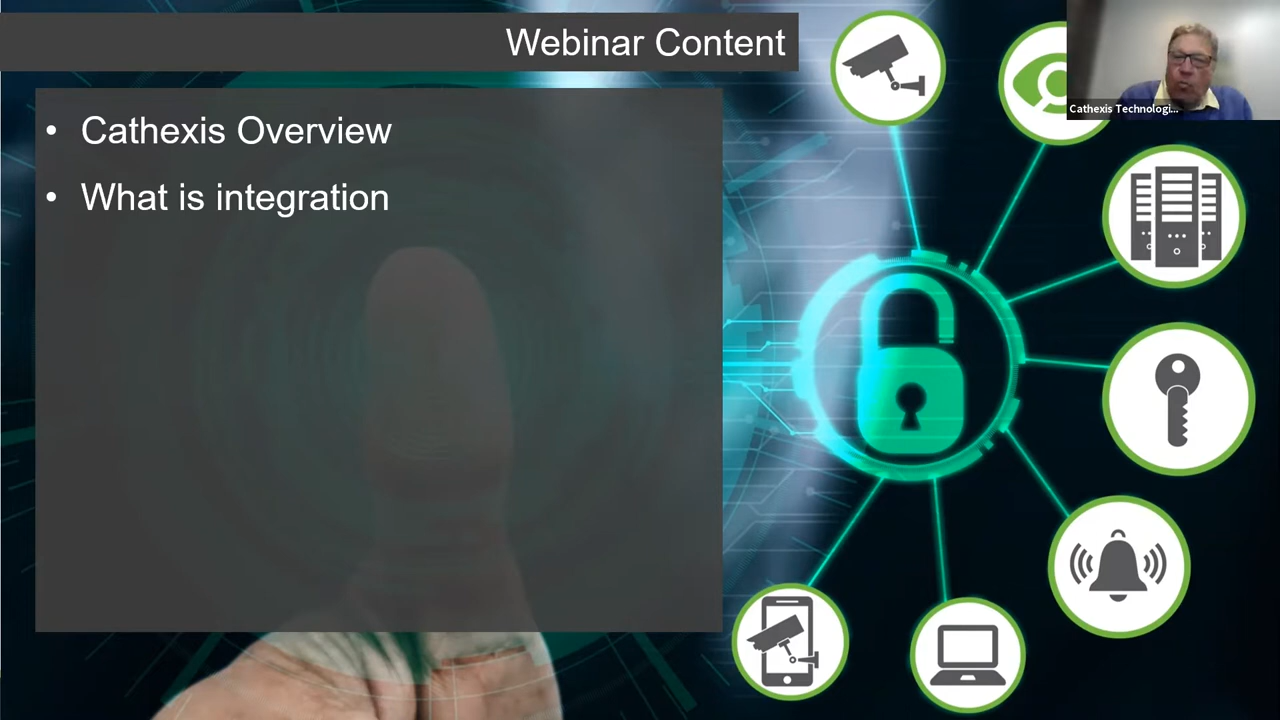 Webinar Content
• Cathexis Overview
• What is integration
Cathexis Technologi...